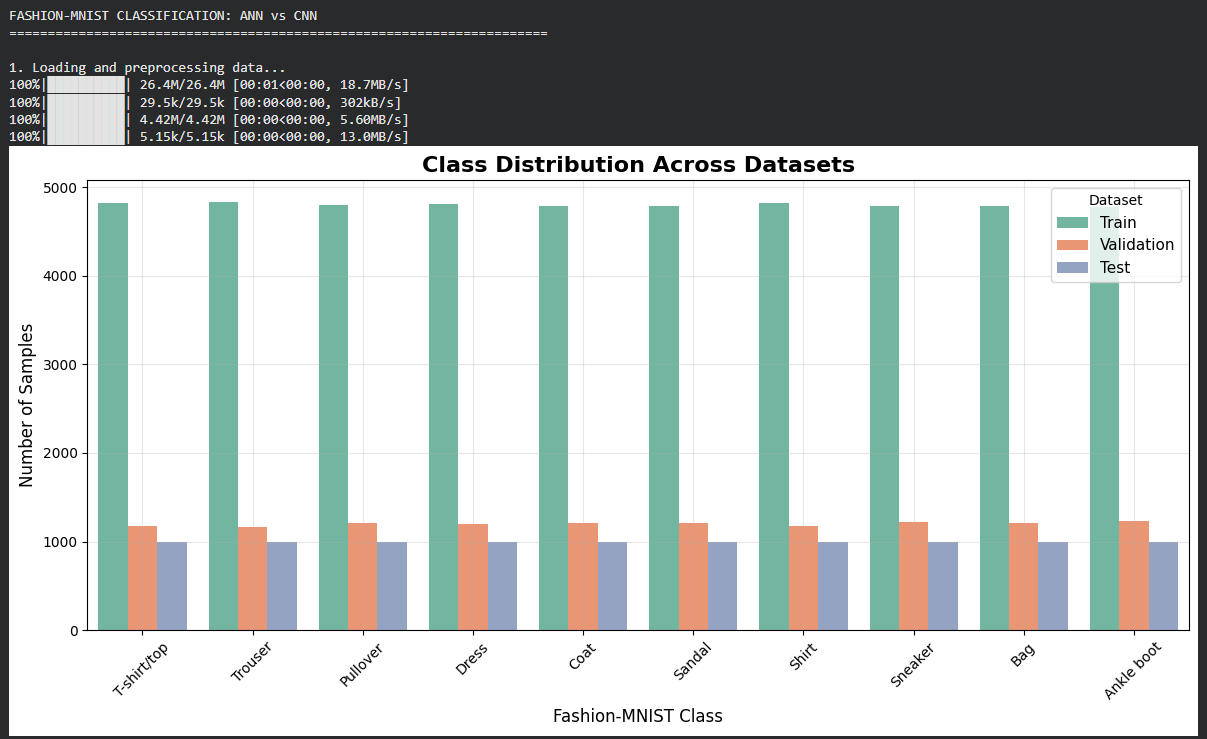 FASHION-MNIST CLASSIFICATION: ANN vs CNN
======================================================================
1. Loading and preprocessing data...
100%|██████████| 26.4M/26.4M [00:01<00:00, 18.7MB/s]
100%|██████████| 29.5k/29.5k [00:00<00:00, 302kB/s]
100%|██████████| 4.42M/4.42M [00:00<00:00, 5.60MB/s]
100%|██████████| 5.15k/5.15k [00:00<00:00, 13.0MB/s]
Class Distribution Across Datasets
Dataset
Train
Validation
Test
Number of Samples
5000
4000
3000
2000
1000
0
T-shirt/top
Trouser
Pullover
Dress
Coat
Sandal
Shirt
Sneaker
Bag
Ankle boot
Fashion-MNIST Class